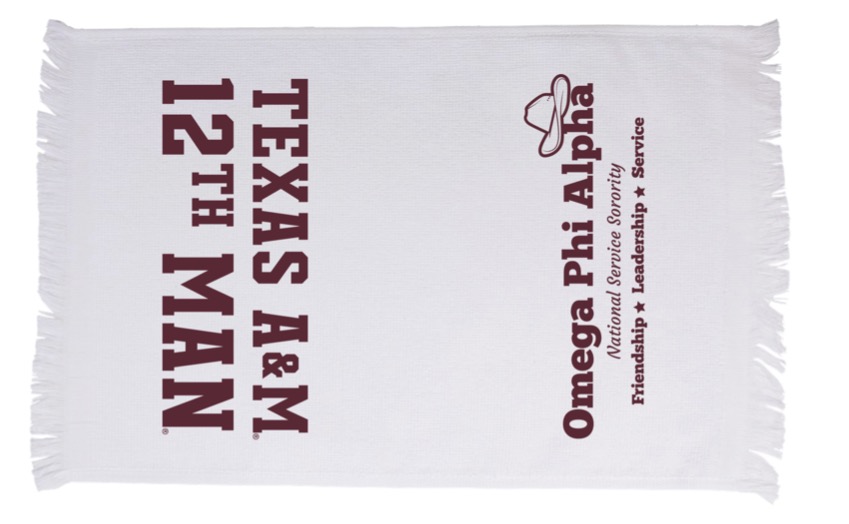 TEXAS A&M®
12TH MAN®
Omega Phi Alpha
National Service Sorority
Friendship ★ Leadership ★ Service